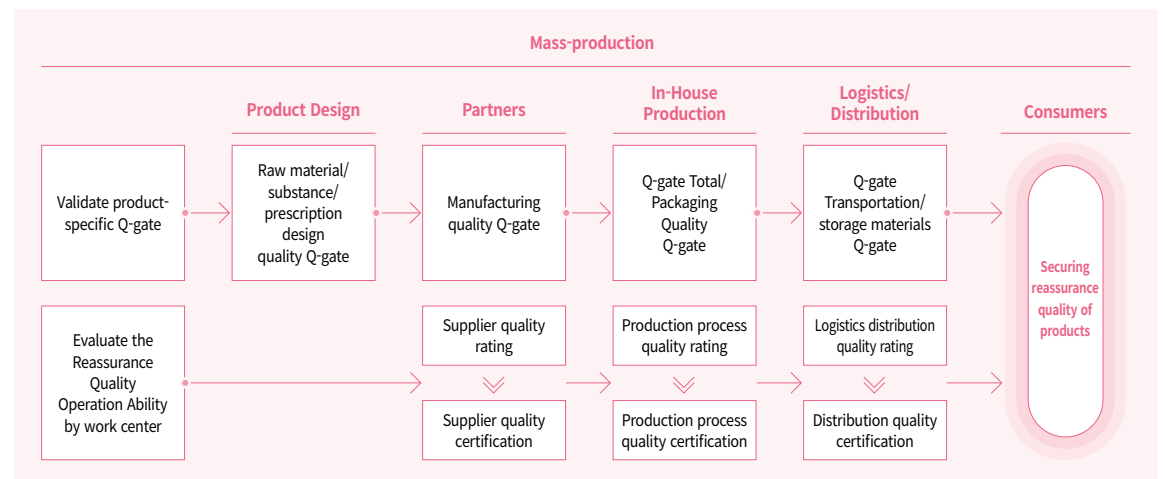 Mass-production
Product Design
Partners
In-House
Production
Logistics/
Distribution
Consumers
Validate product-
specific Q-gate
Raw material/
substance/
prescription
design
quality Q-gate
Manufacturing
quality Q-gate
Q-gate Total/
Packaging
Quality
Q-gate
Q-gate
Transportation/
storage materials
Q-gate
Securing
reassurance
quality of
products
Evaluate the
Reassurance
Quality
Operation Ability
by work center
Supplier quality
rating
Supplier quality
certification
Production process
quality rating
Production process
quality certification
Logistics distribution
quality rating
Distribution quality
certification